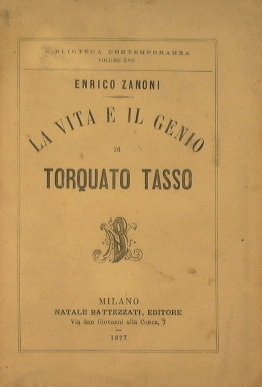 BIBLIOTECA CONTEMPORANEA
VOLUME XVII
ENRICO ZANONI
LA VITA E IL GENIO
DI
TORQUATO TASSO
MILANO
NATALE BATTEZZATI, EDITORE
Via San Giovanni alla Conca, 7
1877